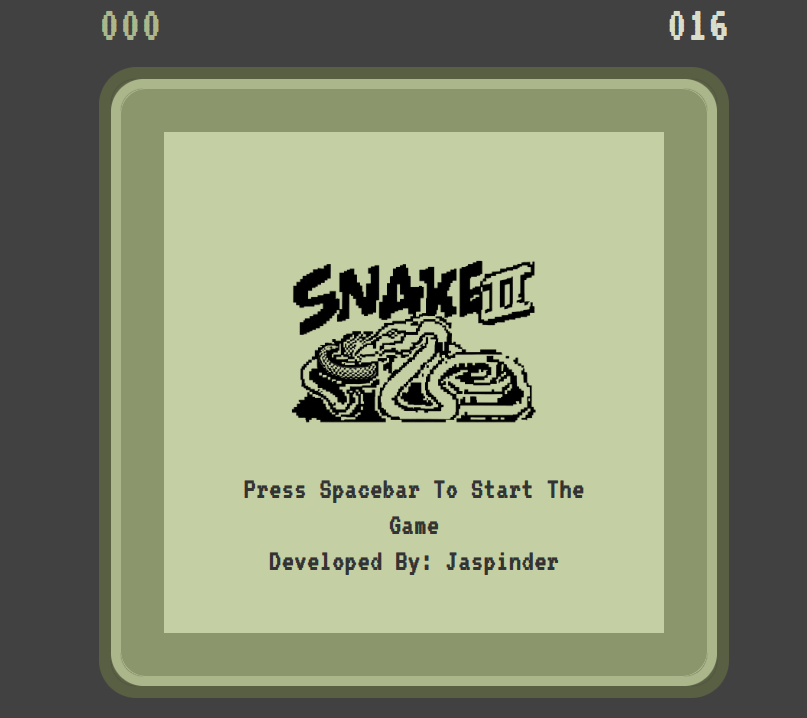 000
016
SNAKE II
Press Spacebar To Start The
Game
Developed By: Jaspinder